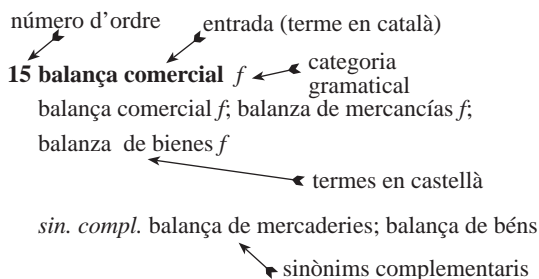 número d'ordre
entrada (terme en català)
15 balança comercial f
categoria
gramatical
balança comercial f; balanza de mercancías f;
balanza de bienes f
termes en castellà
sin. compl. balança de mercaderies; balança de béns
sinònims complementaris